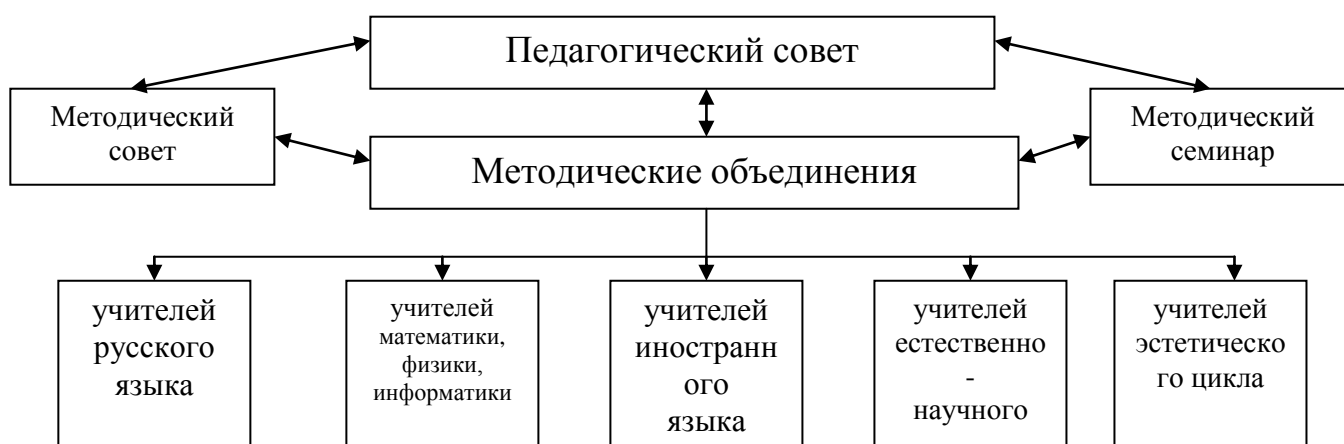 Педагогический совет
Методический
совет
Методический
семинар
Методические объединения
учителей
русского
языка
учителей
математики,
физики,
информатики
учителей
иностранн
ого
языка
учителей
естественно
-
научного
учителей
эстетическо
го цикла